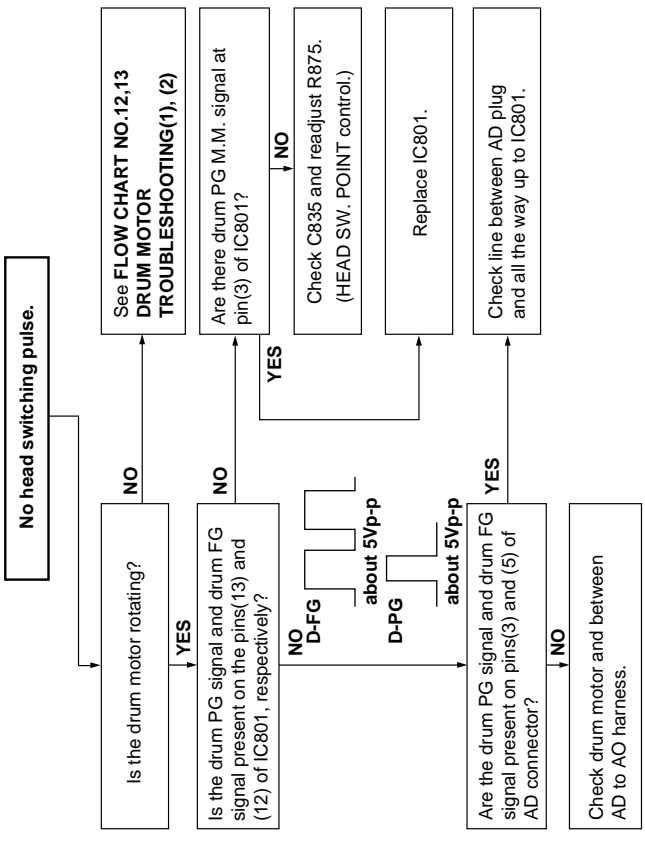 No head switching pulse.
Is the drum motor rotating?
NO
See FLOW CHART NO.12,13
DRUM MOTOR
TROUBLESHOOTING(1), (2)
YES
Is the drum PG signal and drum FG
signal present on the pins(13) and
(12) of IC801, respectively?
NO
Are there drum PG M.M. signal at
pin(3) of IC801?
NO
Check C835 and readjust R875.
(HEAD SW. POINT control.)
YES
Replace IC801.
NO
D-FG
about 5Vp-p
D-PG
about 5Vp-p
Are the drum PG signal and drum FG
signal present on pins(3) and (5) of
AD connector?
YES
Check line between AD plug
and all the way up to IC801.
NO
Check drum motor and between
AD to AO harness.